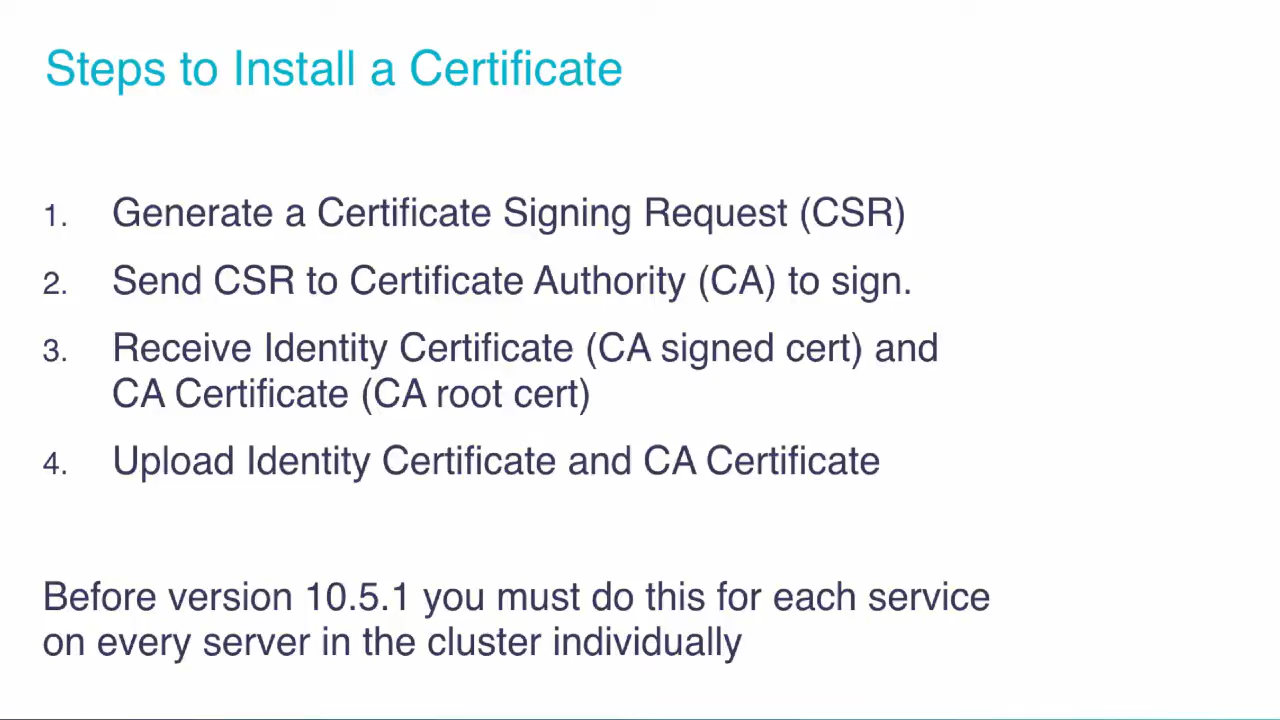 Steps to Install a Certificate
1. Generate a Certificate Signing Request (CSR)
2. Send CSR to Certificate Authority (CA) to sign.
3. Receive Identity Certificate (CA signed cert) and
CA Certificate (CA root cert)
4. Upload Identity Certificate and CA Certificate
Before version 10.5.1 you must do this for each service
on every server in the cluster individually